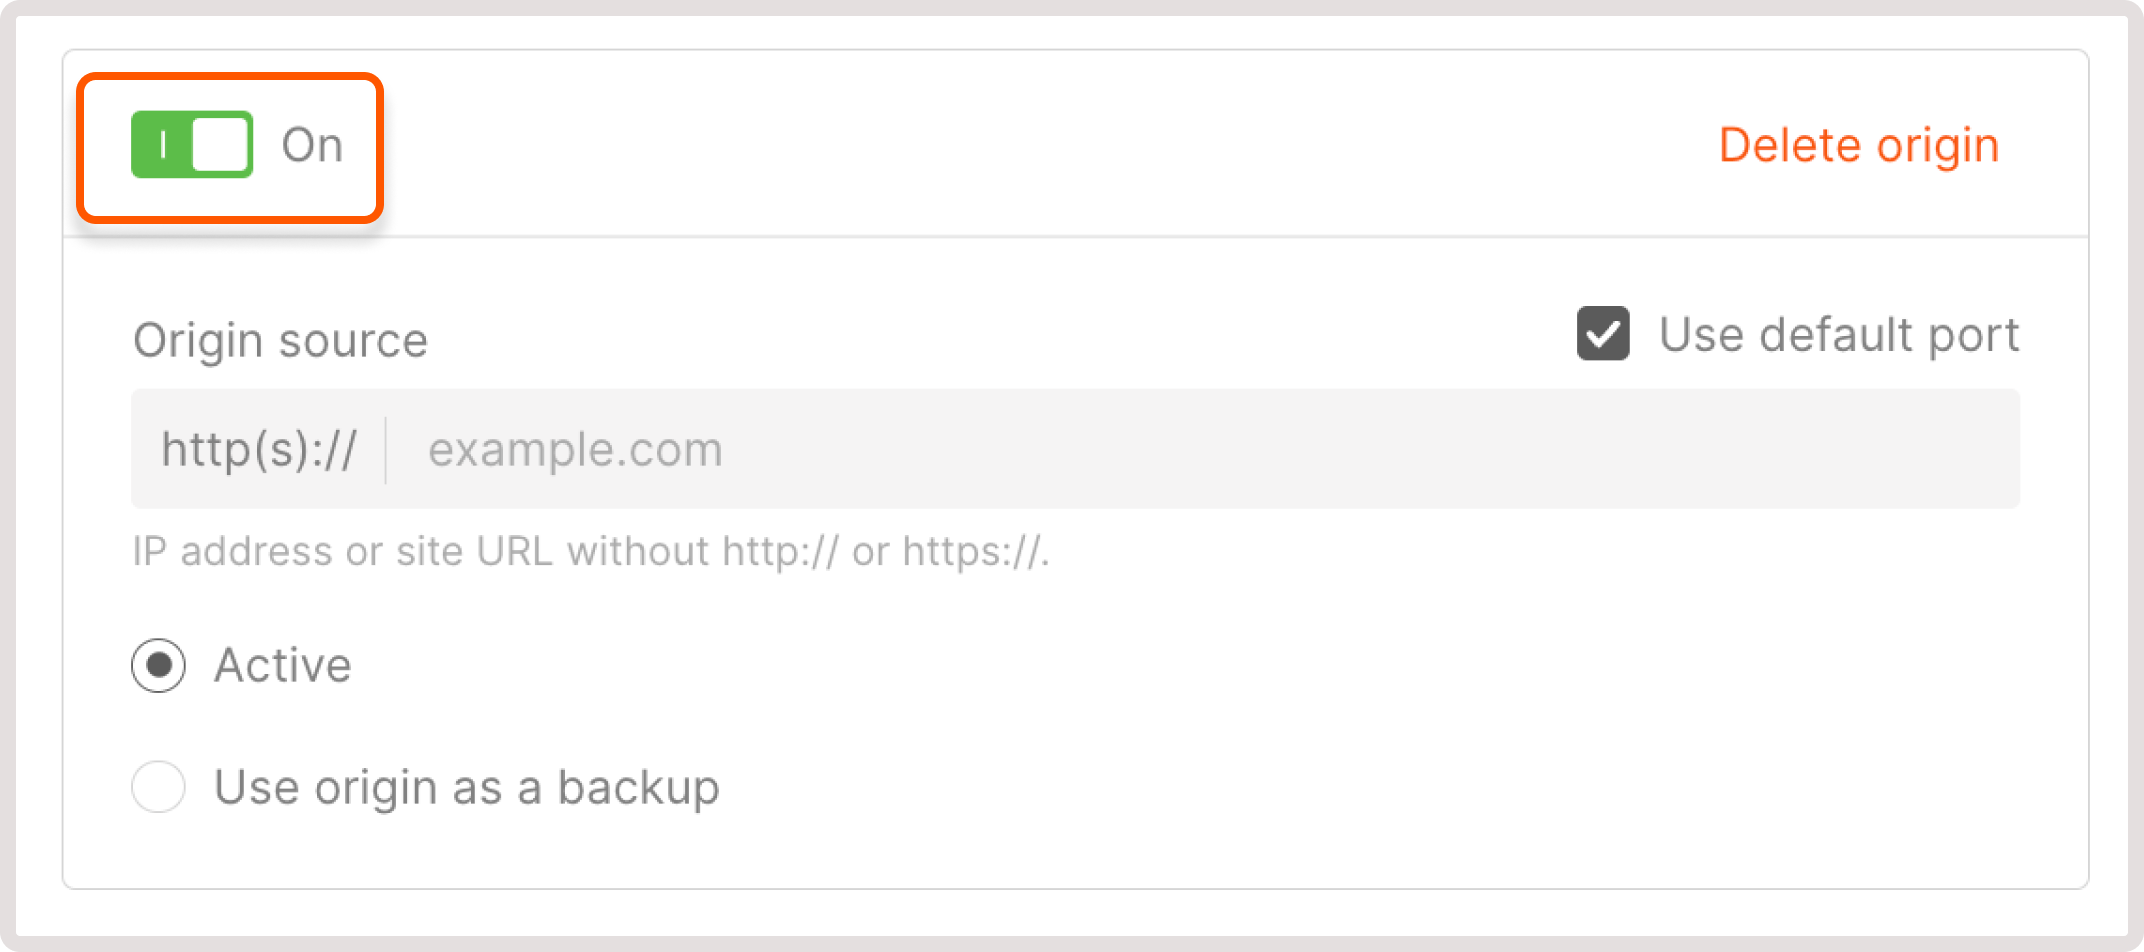 On
Delete origin
Origin source
Use default port
http(s)://
example.com
IP address or site URL without http:// or https://.
Active
Use origin as a backup